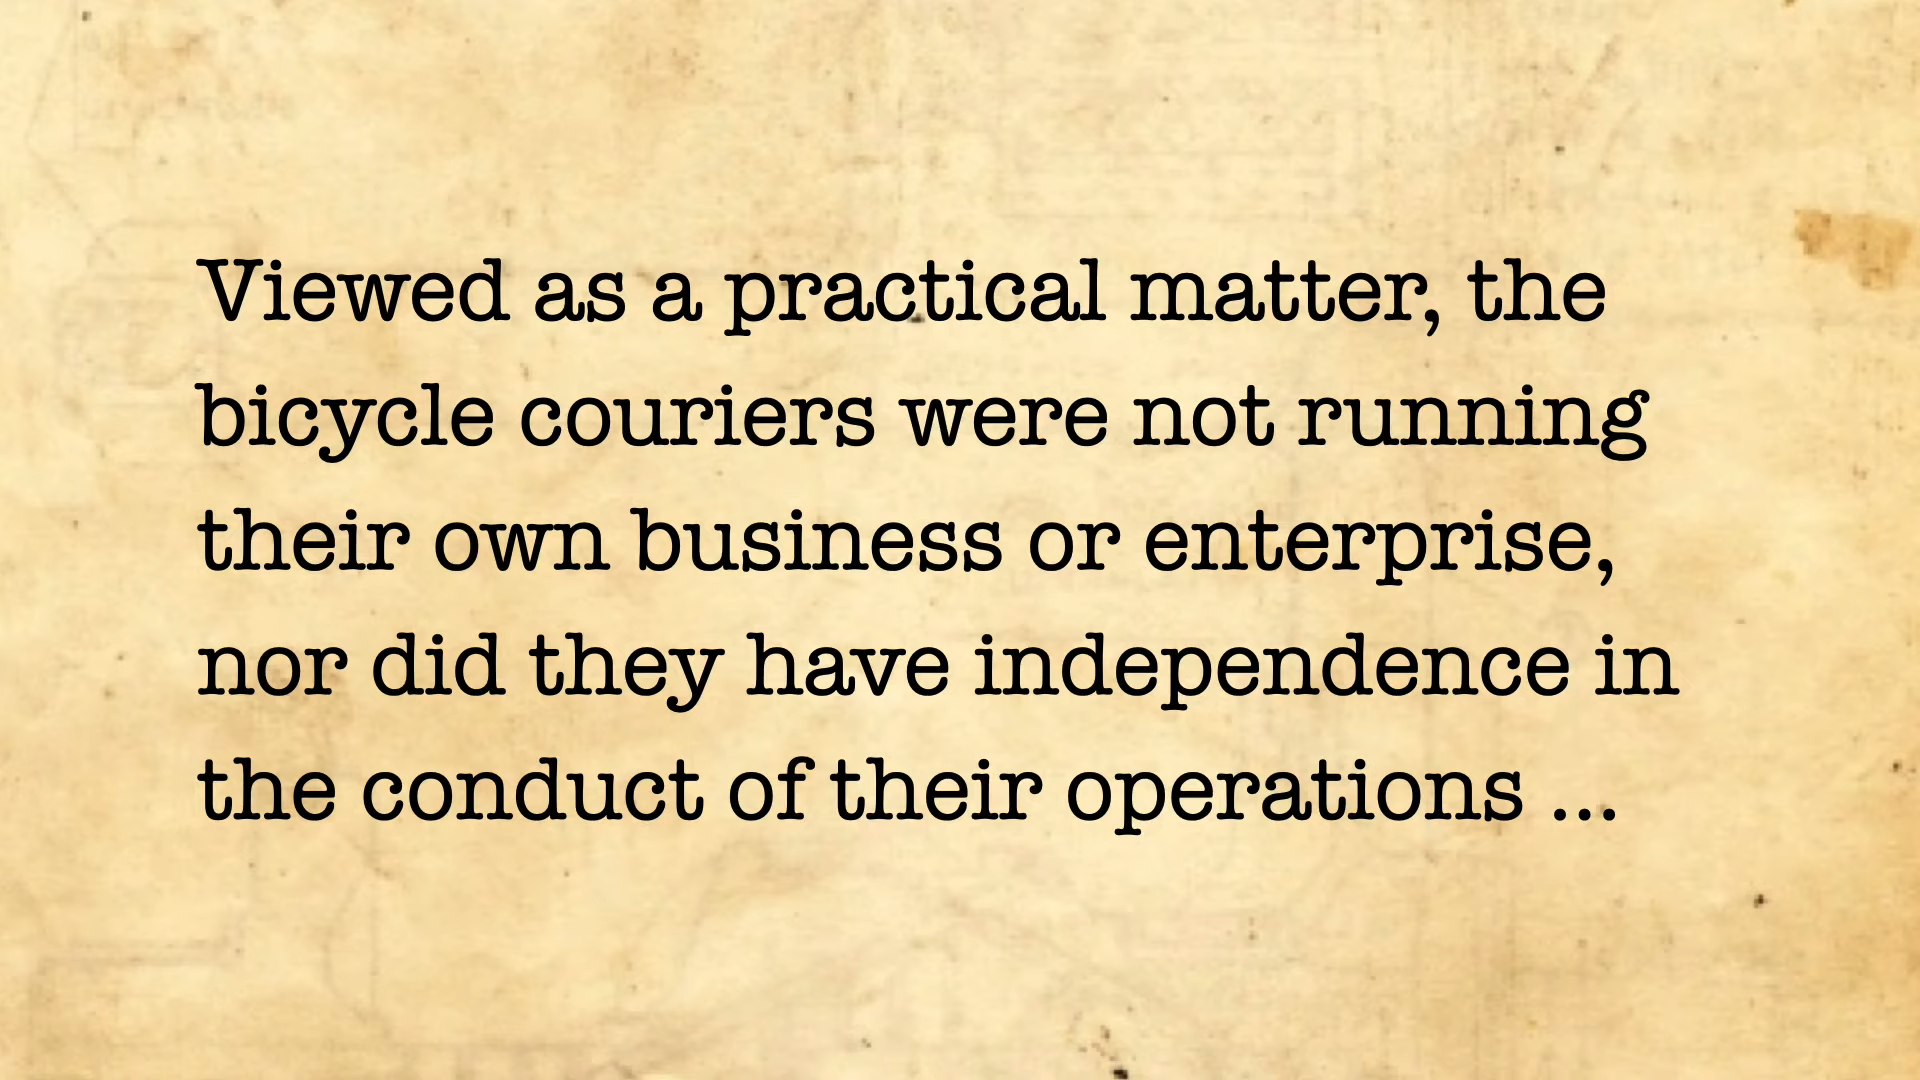 Viewed as a practical matter, the
bicycle couriers were not running
their own business or enterprise,
nor did they have independence in
the conduct of their operations ...